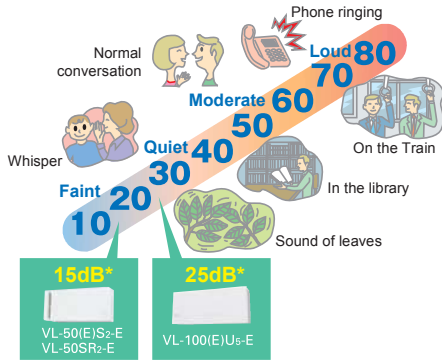 Phone ringing
Normal
conversation
Loud 80
70
Moderate 60
50
On the Train
Whisper
Quiet 40
30
In the library
Faint 20
10
Sound of leaves
15dB*
VL-50(E)S2-E
VL-50SR2-E
25dB*
VL-100(E)U5-E